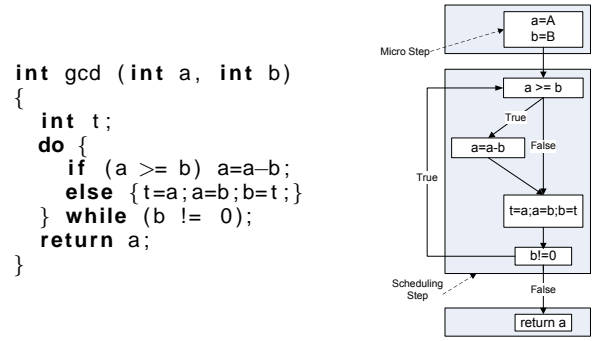 int gcd (int a, int b)
{
int t;
do {
if (a >= b) a=a−b;
else {t=a;a=b;b=t;}
} while (b != 0);
return a;
}
a=A
b=B
Micro Step
a >= b
True
a=a-b
False
True
t=a;a=b;b=t
b!=0
Scheduling
Step
False
return a